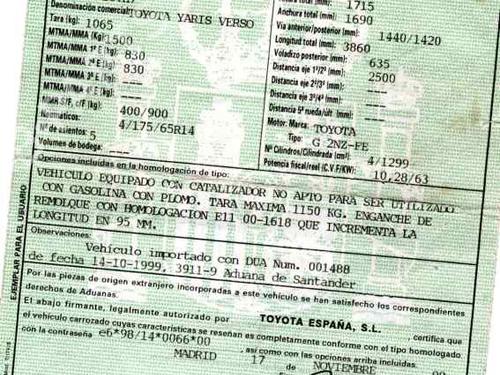 Denominación comercial: TOYOTA YARIS VERSO
Tara (kg): 1065
MTMA/MMA (Kg): 1500
MTMA/MMA 1º E (kg): 830
MTMA/MMA 2º E (kg): 830
MTMA/MMA 3º E (kg): ---
MTMA/MMA 4º E (kg): ---
MMR S/F, c/F (kg): 400/900
Neumáticos: 4/175/65R14
Nº de asientos: 5
Volumen de bodega: ---
1715
Anchura total (mm): 1690
Vía anterior/posterior (mm): 1440/1420
Longitud total (mm): 3860
Voladizo posterior (mm): 635
Distancia eje 1º/2º (mm): 2500
Distancia eje 2º/3º (mm): ---
Distancia eje 3º/4º (mm): ---
Distancia 5ª rueda/últ. (mm): ---
Motor: Marca: TOYOTA
Tipo: G 2NZ-FE
Nº Cilindros/Cilindrada (cm³): 4/1299
Potencia fiscal/real (C.V.F/KW): 10,28/63
Opciones incluidas en la homologación de tipo:
VEHICULO EQUIPADO CON CATALIZADOR NO APTO PARA SER UTILIZADO
CON GASOLINA CON PLOMO. TARA MAXIMA 1150 KG. ENGANCHE DE
REMOLQUE CON HOMOLOGACION E11 00-1618 QUE INCREMENTA LA
LONGITUD EN 95 MM.
Observaciones:
Vehículo importado con DUA Núm. 001488
de fecha 14-10-1999, 3911-9 Aduana de Santander
Por las piezas de origen extranjero incorporadas a este vehículo se han satisfecho los correspondientes
derechos de Aduanas.
El abajo firmante, legalmente autorizado por TOYOTA ESPAÑA, S.L., certifica que
el vehículo carrozado cuyas características se reseñan es completamente conforme con el tipo homologado
con la contraseña e6*98/14*0066*00, así como con las opciones arriba incluidas.
MADRID 17 de NOVIEMBRE
EJEMPLAR PARA EL USUARIO